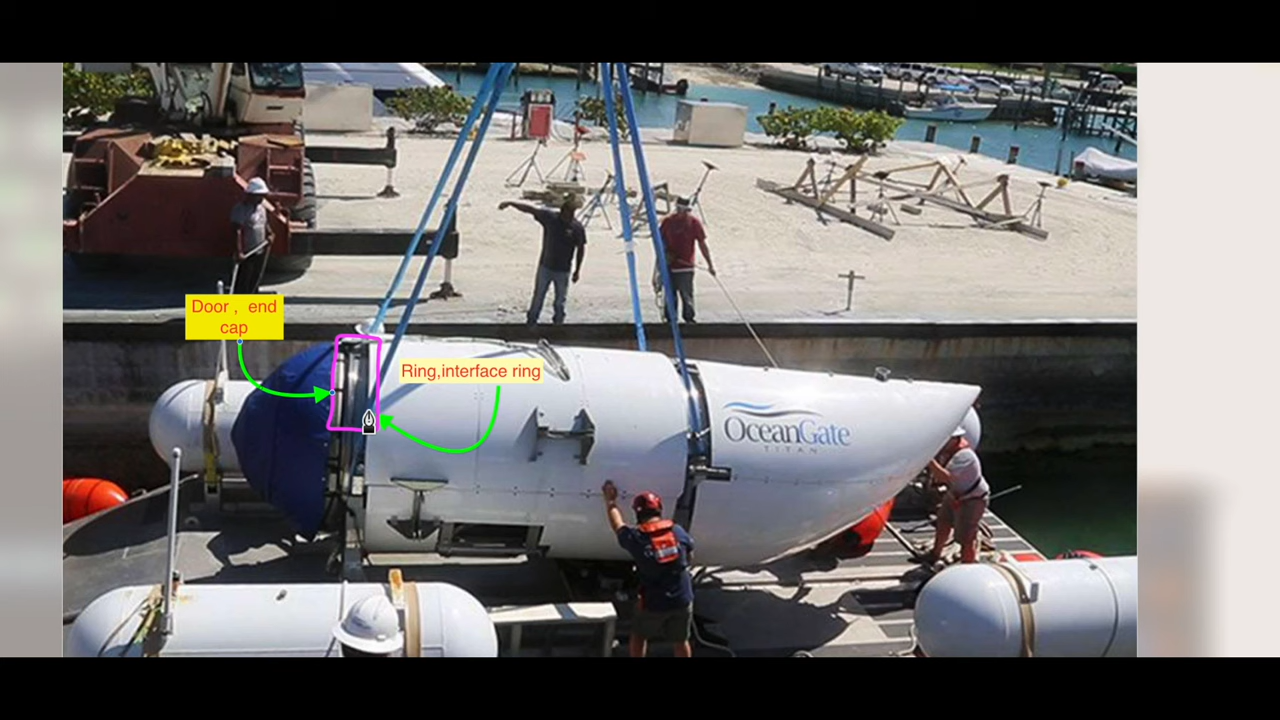 Door ,  end
cap
Ring,interface ring
OceanGate
TITAN